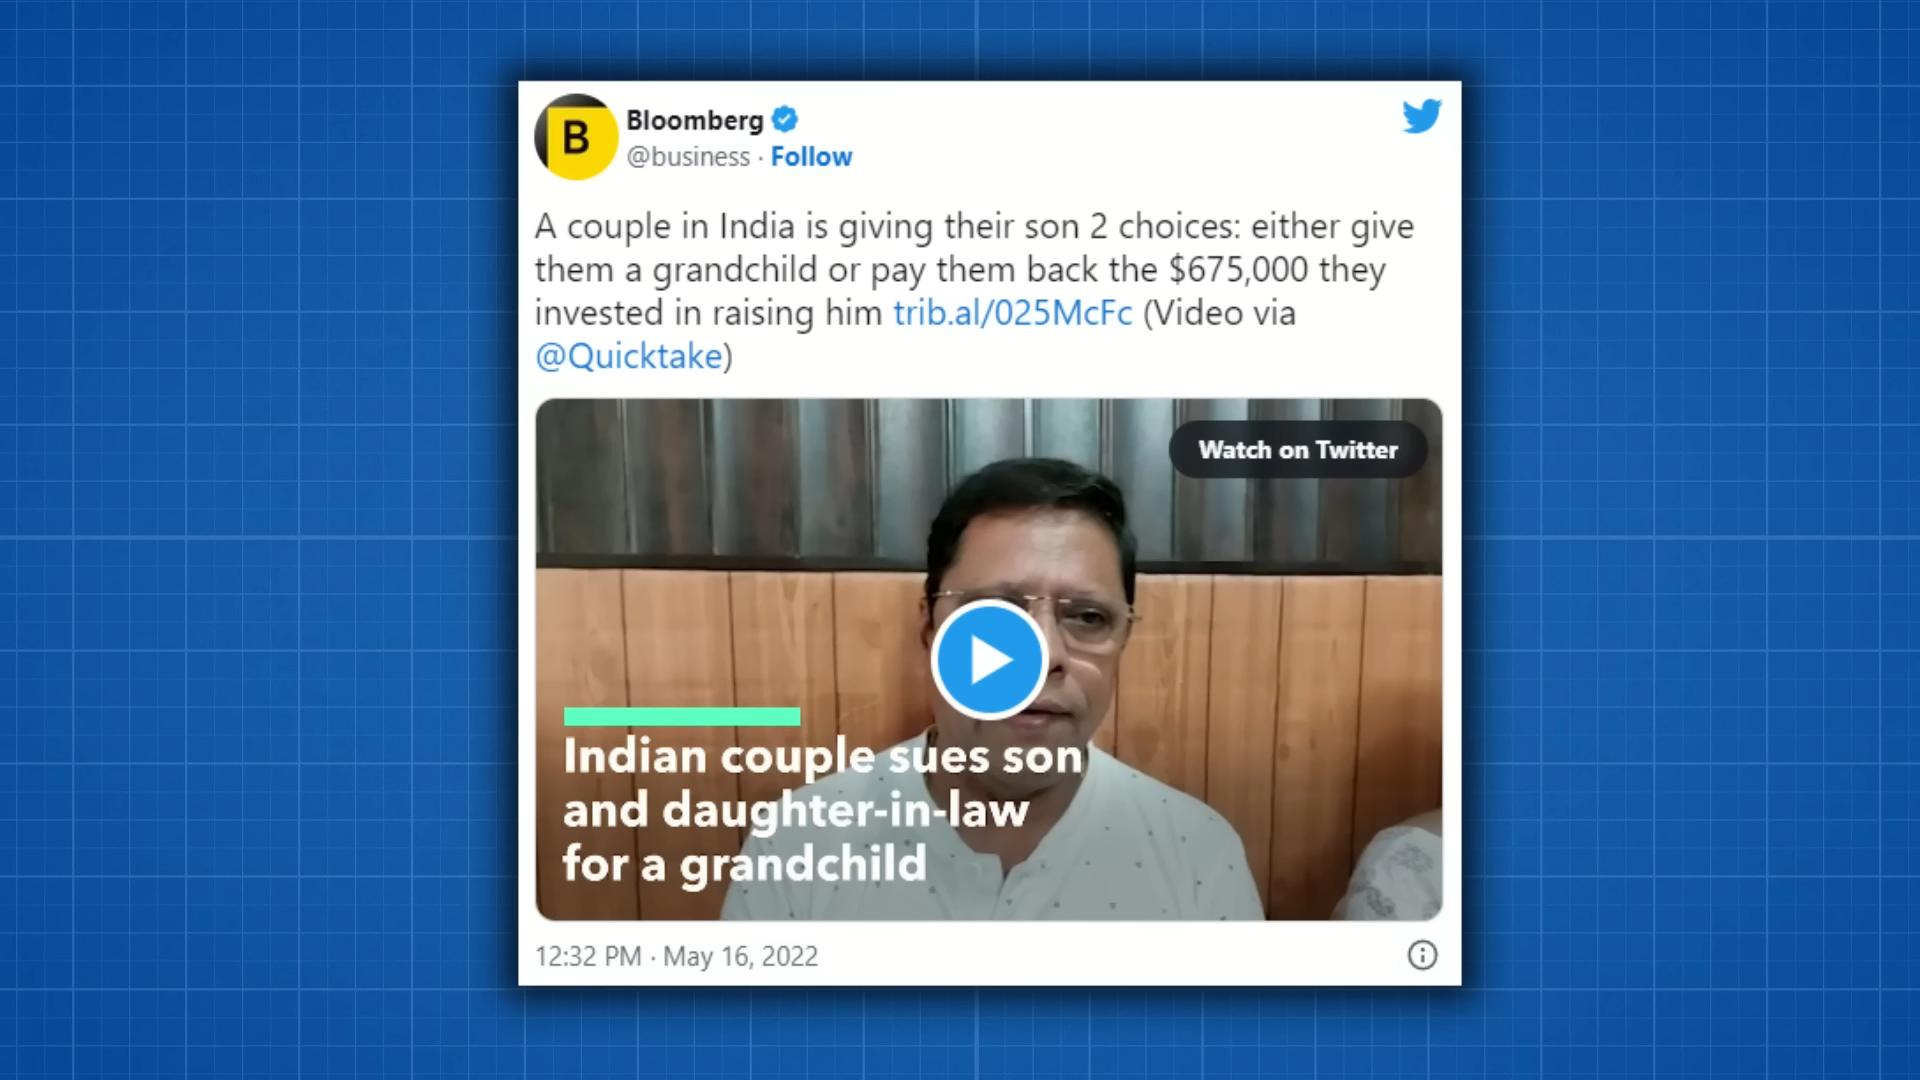 B
Bloomberg
@business · Follow
A couple in India is giving their son 2 choices: either give
them a grandchild or pay them back the $675,000 they
invested in raising him trib.al/025McFc (Video via
@Quicktake)
Watch on Twitter
Indian couple sues son
and daughter-in-law
for a grandchild
12:32 PM · May 16, 2022